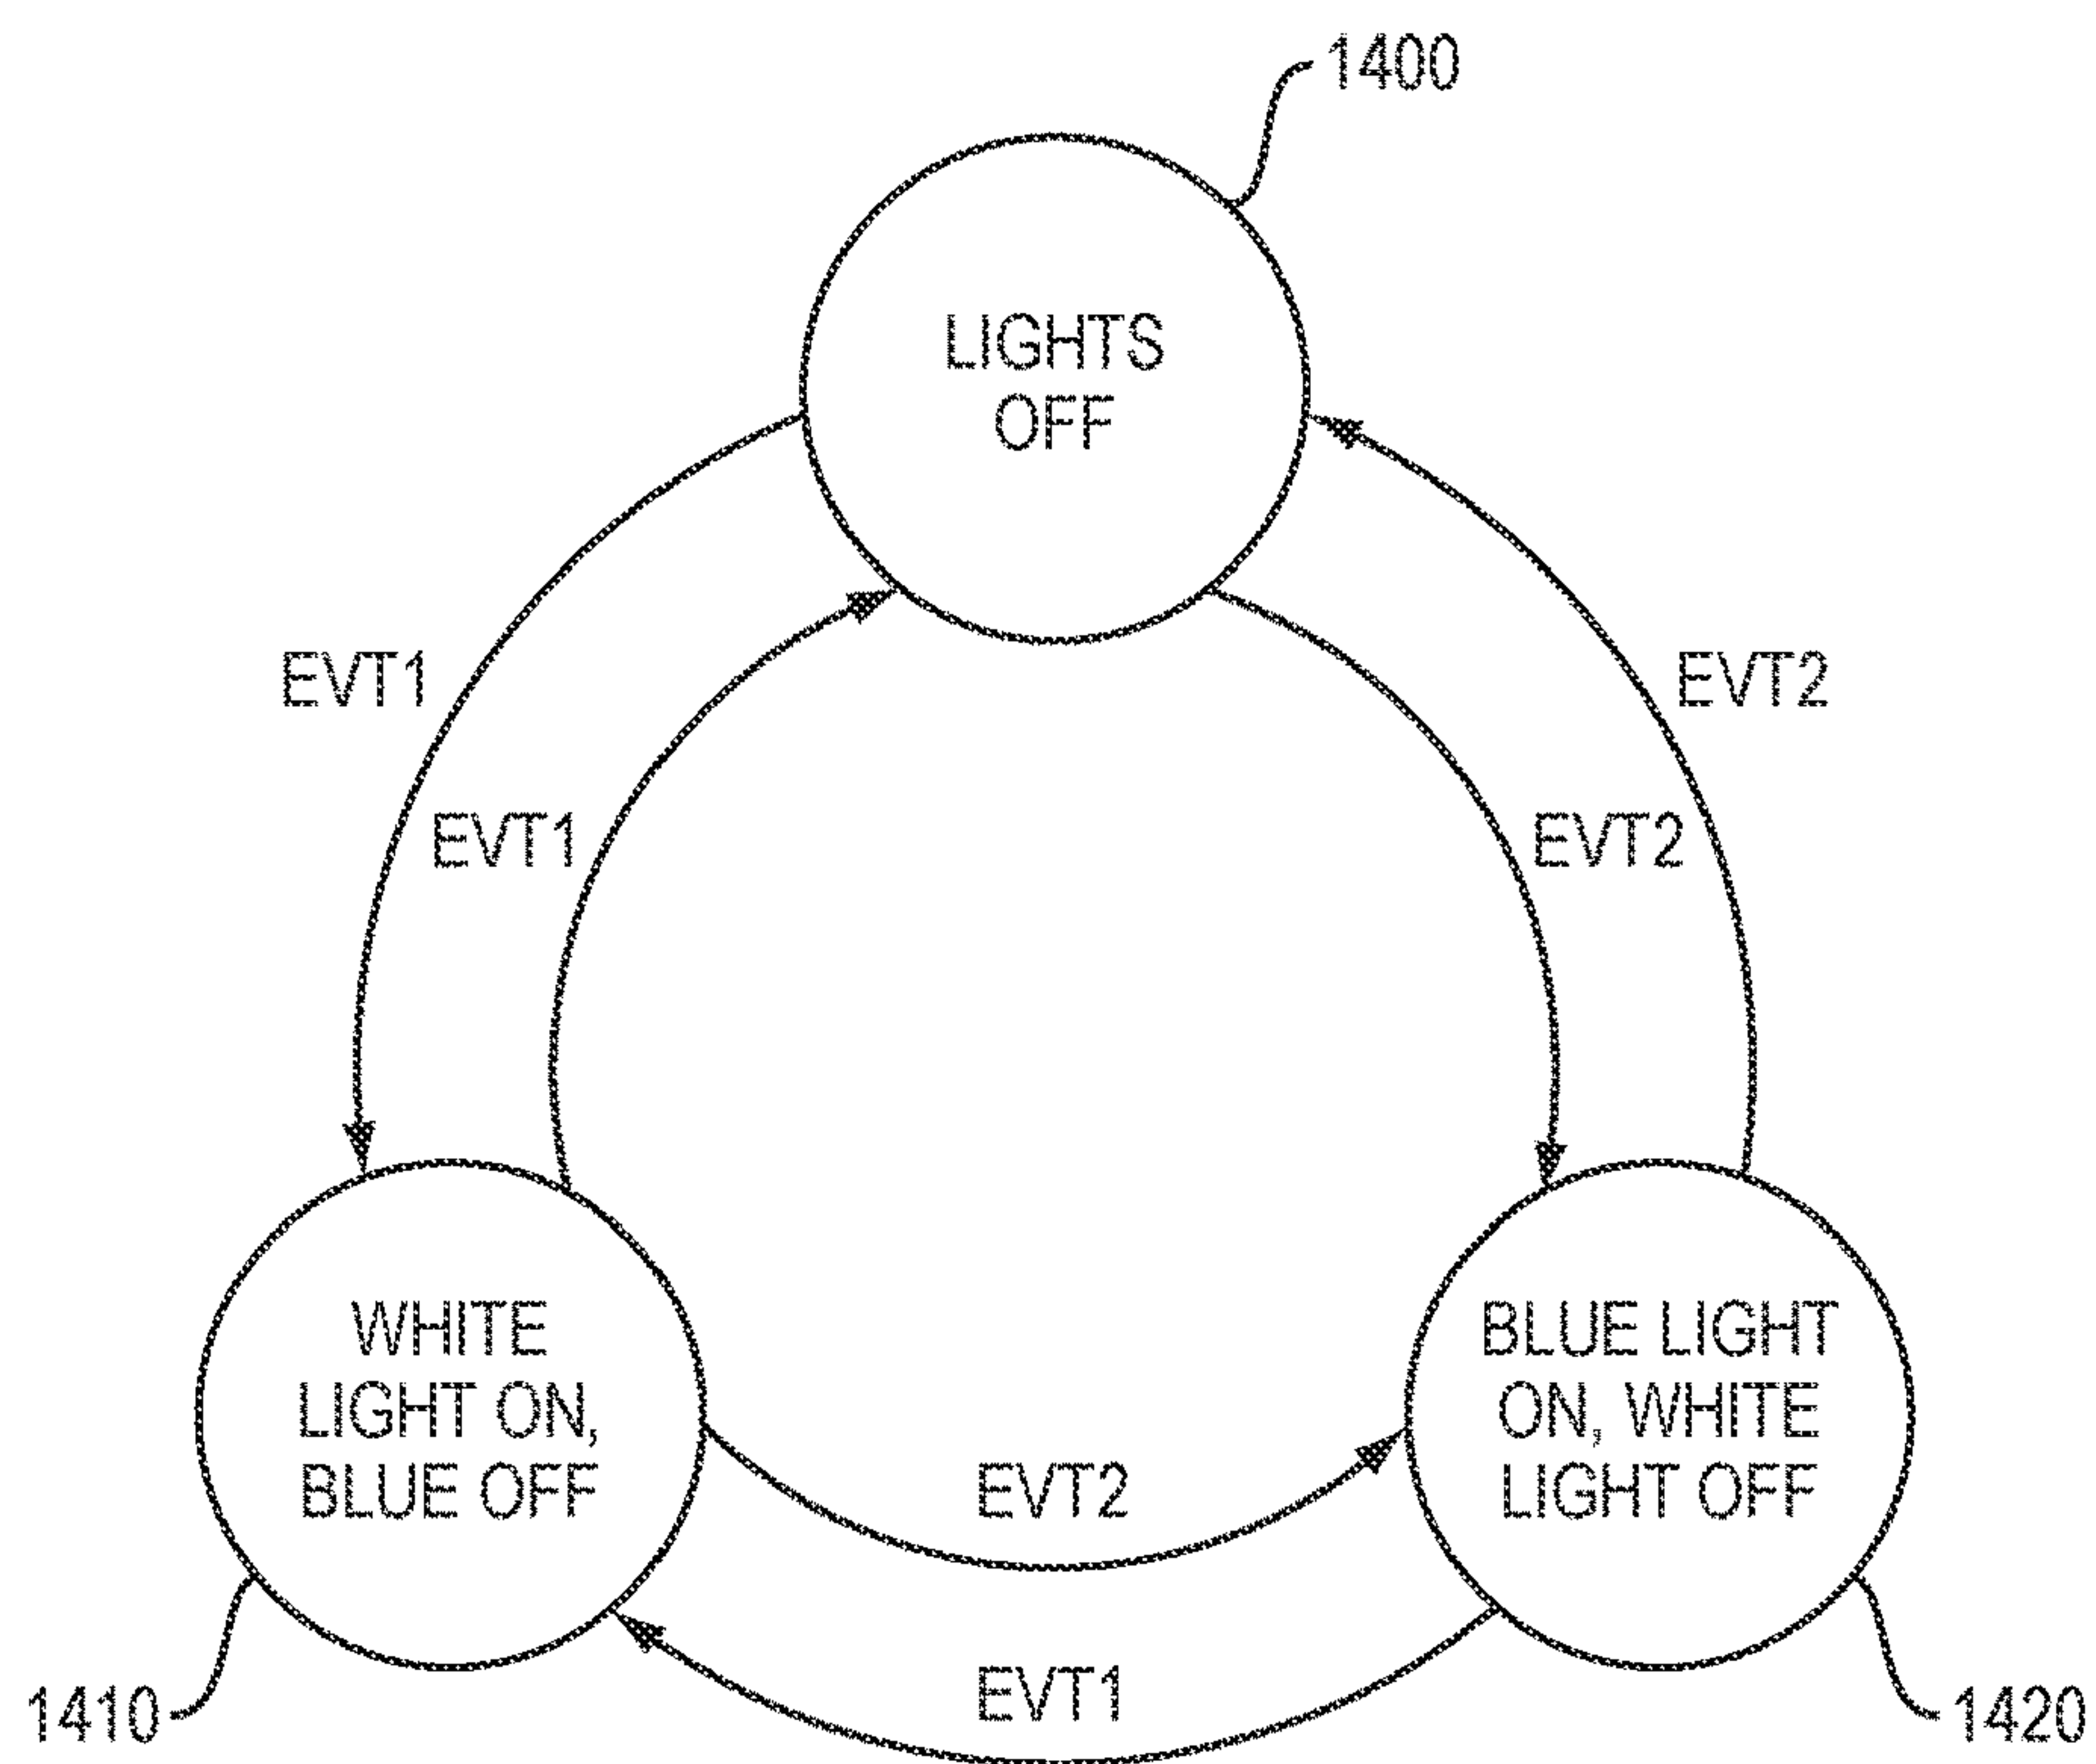 1400
LIGHTS
OFF
EVT1
EVT2
EVT1
EVT2
WHITE
LIGHT ON,
BLUE OFF
BLUE LIGHT
ON, WHITE
LIGHT OFF
EVT2
EVT1
1410
1420